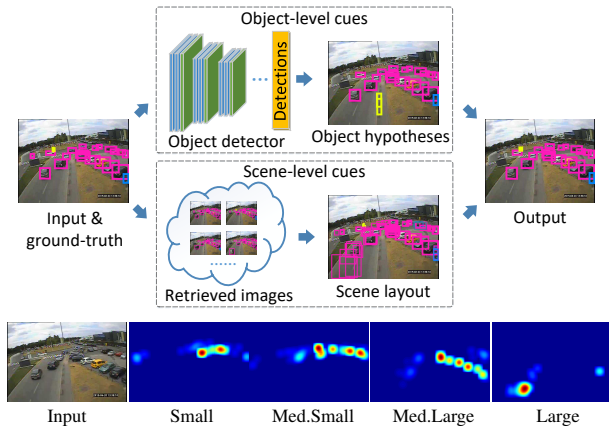 Object-level cues
Detections
Object detector
Object hypotheses
Input &
ground-truth
Scene-level cues
Retrieved images
Scene layout
Output
Input
Small
Med.Small
Med.Large
Large